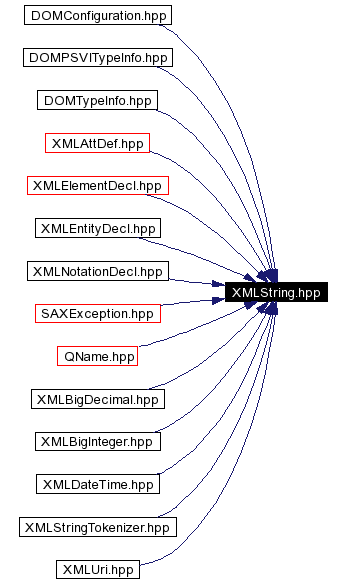 DOMConfiguration.hpp
DOMPSVITypeInfo.hpp
DOMTypeInfo.hpp
XMLAttDef.hpp
XMLElementDecl.hpp
XMLEntityDecl.hpp
XMLNotationDecl.hpp
XMLString.hpp
SAXException.hpp
QName.hpp
XMLBigDecimal.hpp
XMLBigInteger.hpp
XMLDateTime.hpp
XMLStringTokenizer.hpp
XMLUri.hpp